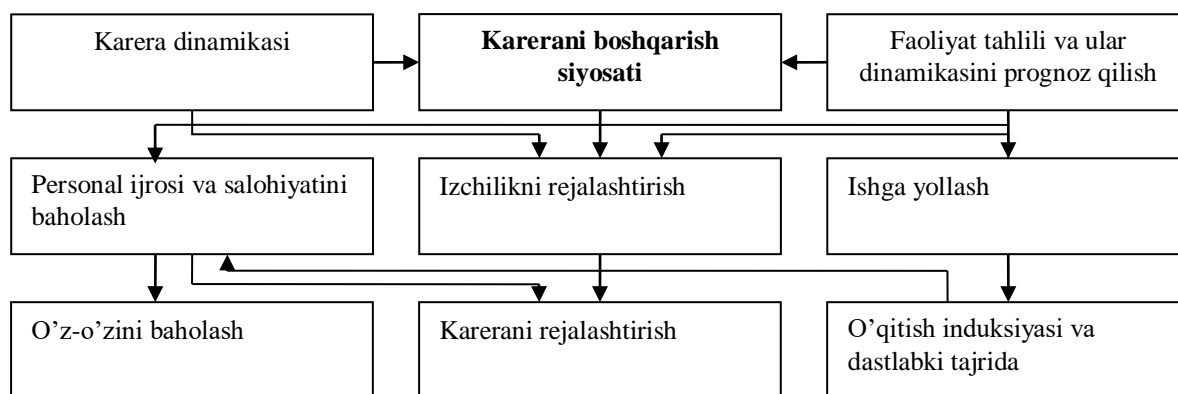 Karera dinamikasi
Karerani boshqarish
siyosati
Faoliyat tahlili va ular
dinamikasini prognoz qilish
Personal ijrosi va salohiyatini
baholash
Izchilikni rejalashtirish
Ishga yollash
O’z-o’zini baholash
Karerani rejalashtirish
O’qitish induksiyasi va
dastlabki tajrida